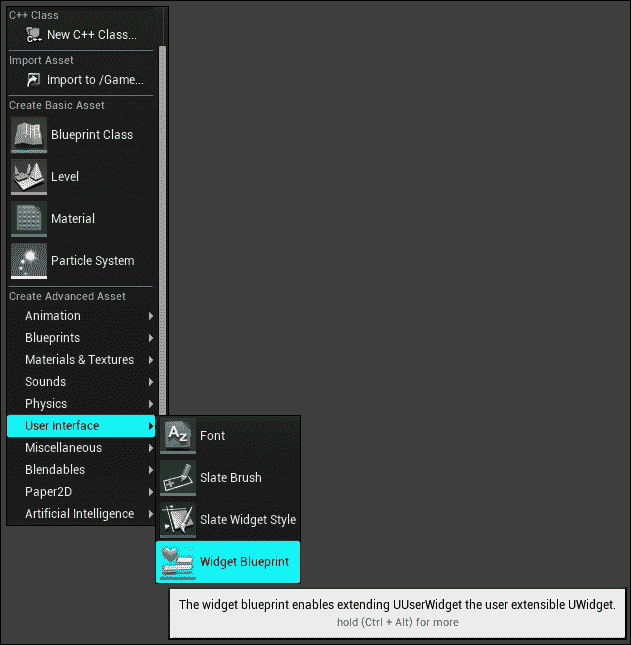 C++ Class
C++
New C++ Class...
Import Asset
Import to /Game...
Create Basic Asset
Blueprint Class
Level
Material
Particle System
Create Advanced Asset
Animation
Blueprints
Materials & Textures
Sounds
Physics
User Interface
Miscellaneous
Blendables
Paper2D
Artificial Intelligence
Az
Font
Slate Brush
Slate Widget Style
Widget Blueprint
The widget blueprint enables extending UUserWidget the user extensible UWidget.
hold (Ctrl + Alt) for more